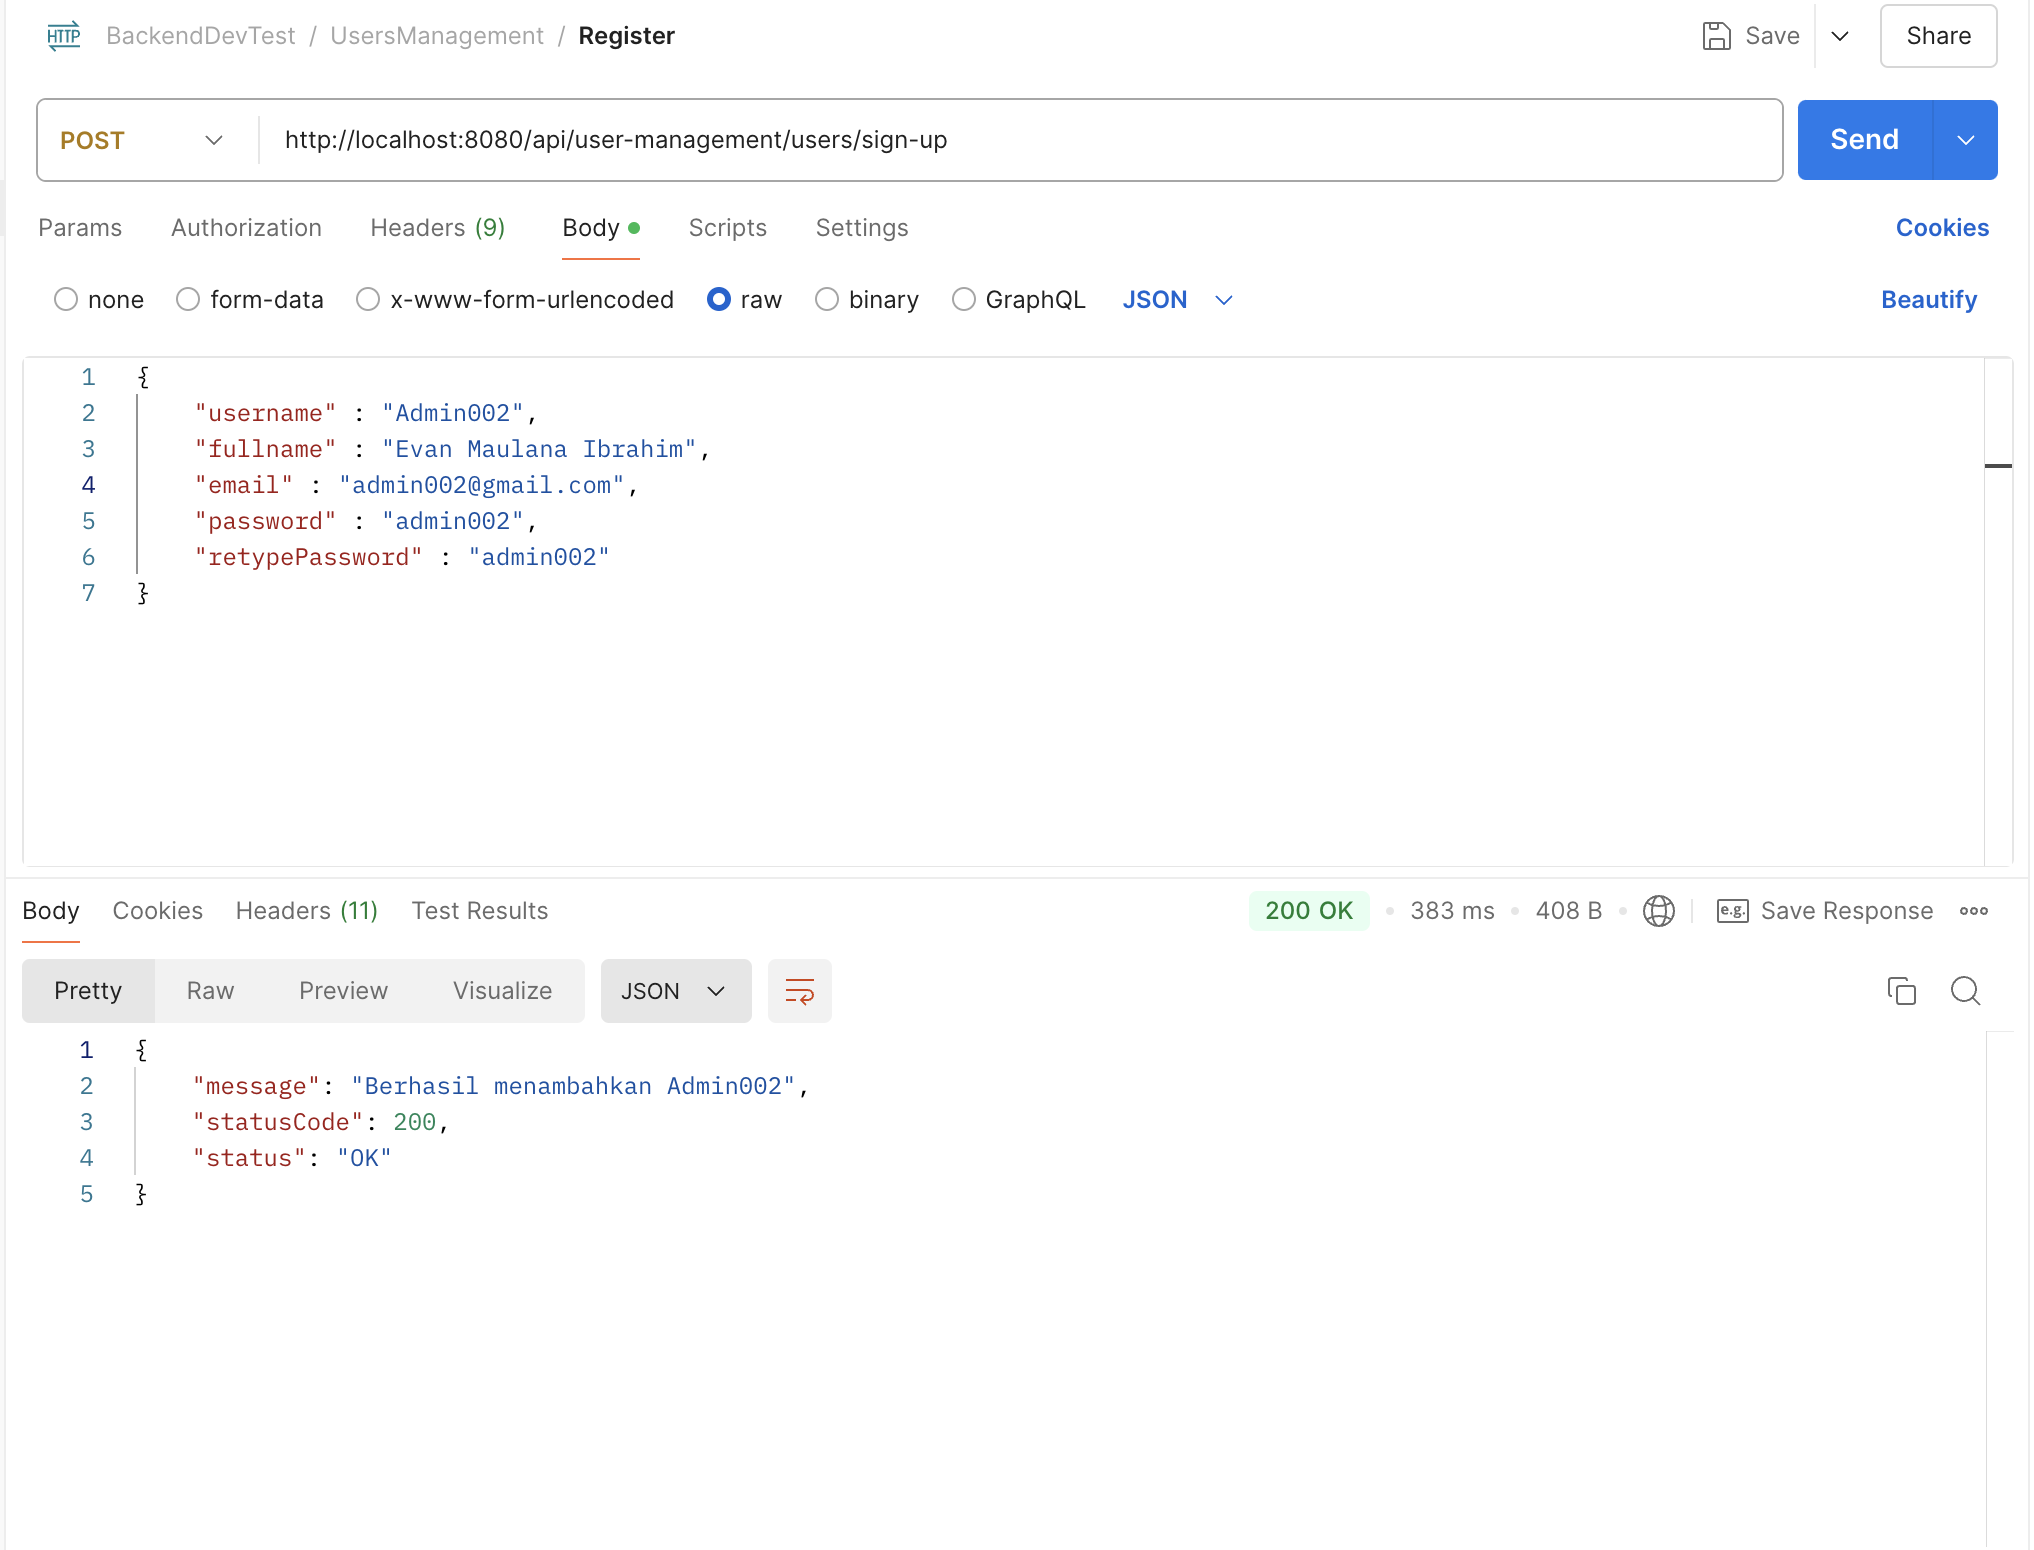 HTTP BackendDevTest / UsersManagement / Register Save Share
POST http://localhost:8080/api/user-management/users/sign-up Send
Params Authorization Headers (9) Body Scripts Settings Cookies
none form-data x-www-form-urlencoded raw binary GraphQL JSON Beautify
1 {
2 "username" : "Admin002",
3 "fullname" : "Evan Maulana Ibrahim",
4 "email" : "admin002@gmail.com",
5 "password" : "admin002",
6 "retypePassword" : "admin002"
7 }
Body Cookies Headers (11) Test Results 200 OK 383 ms 408 B e.g. Save Response
Pretty Raw Preview Visualize JSON
1 {
2 "message": "Berhasil menambahkan Admin002",
3 "statusCode": 200,
4 "status": "OK"
5 }